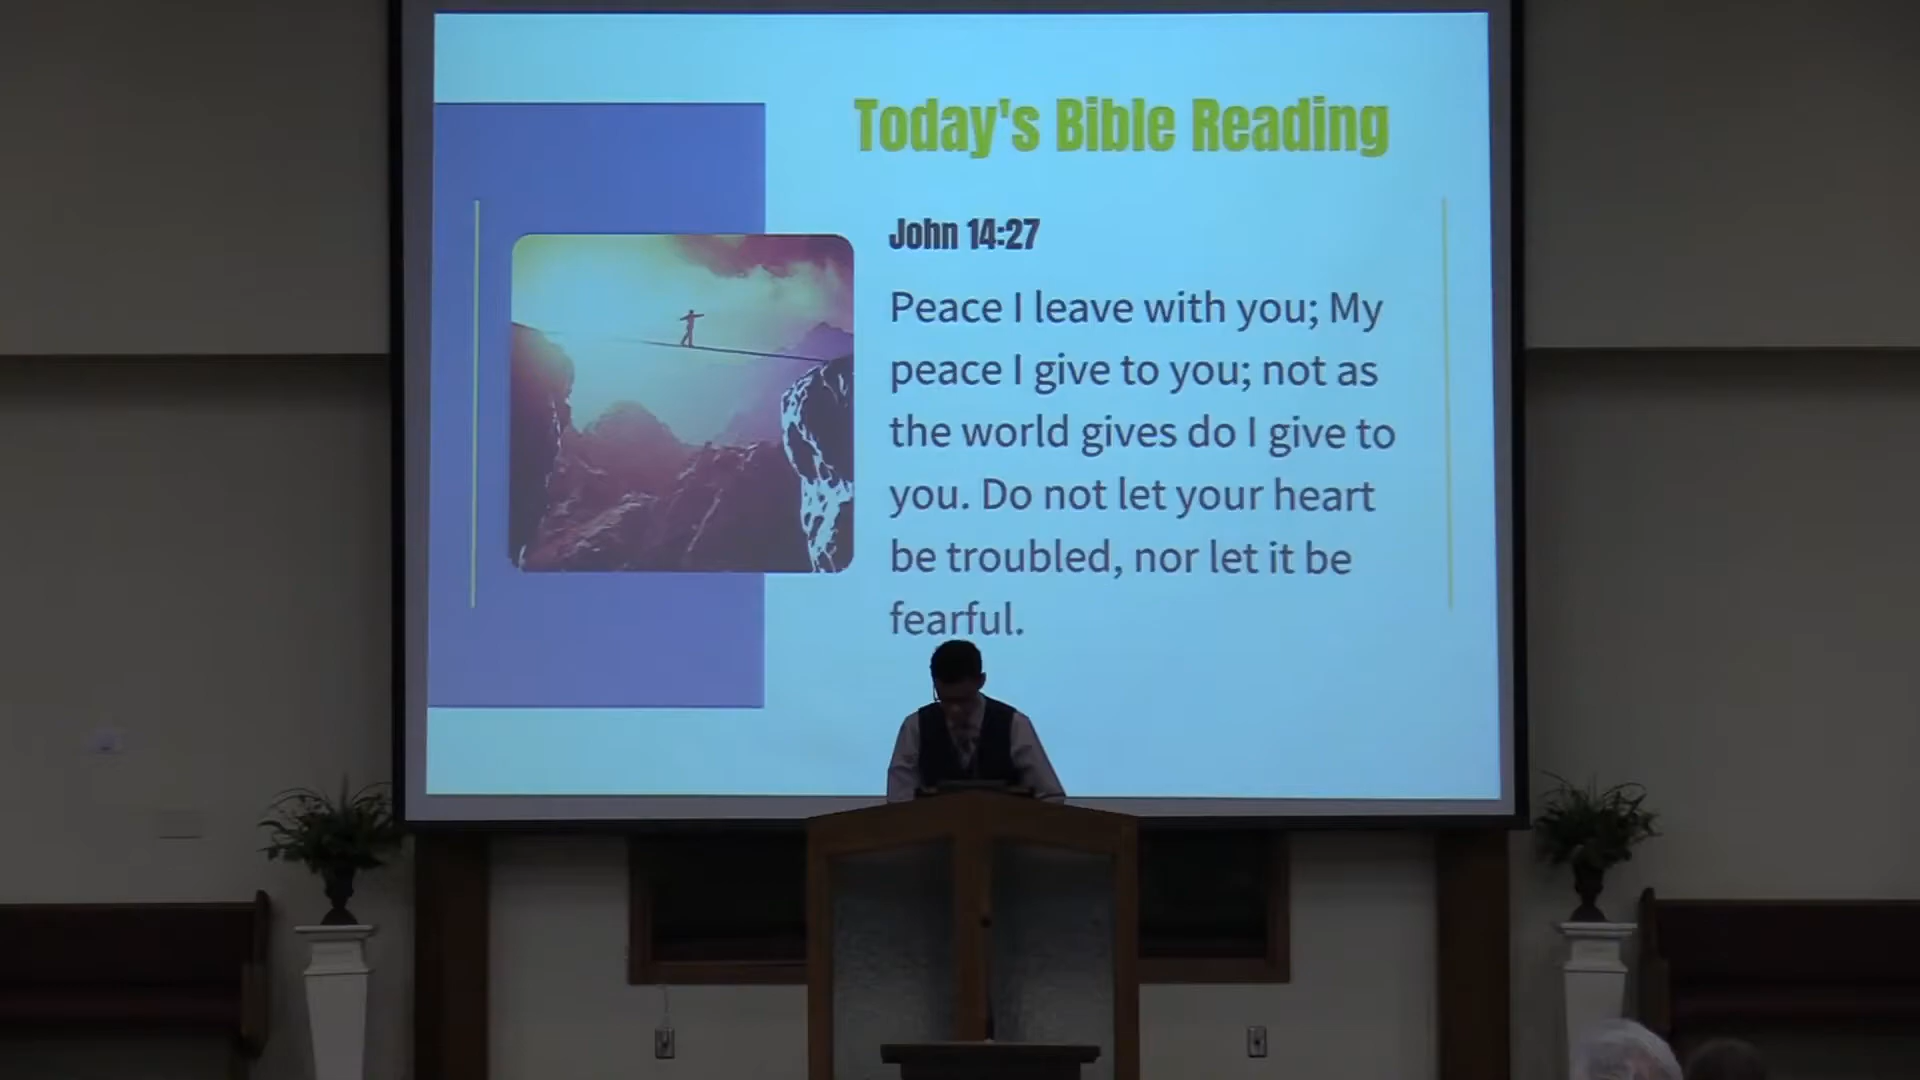 Today's Bible Reading
John 14:27
Peace I leave with you; My
peace I give to you; not as
the world gives do I give to
you. Do not let your heart
be troubled, nor let it be
fearful.